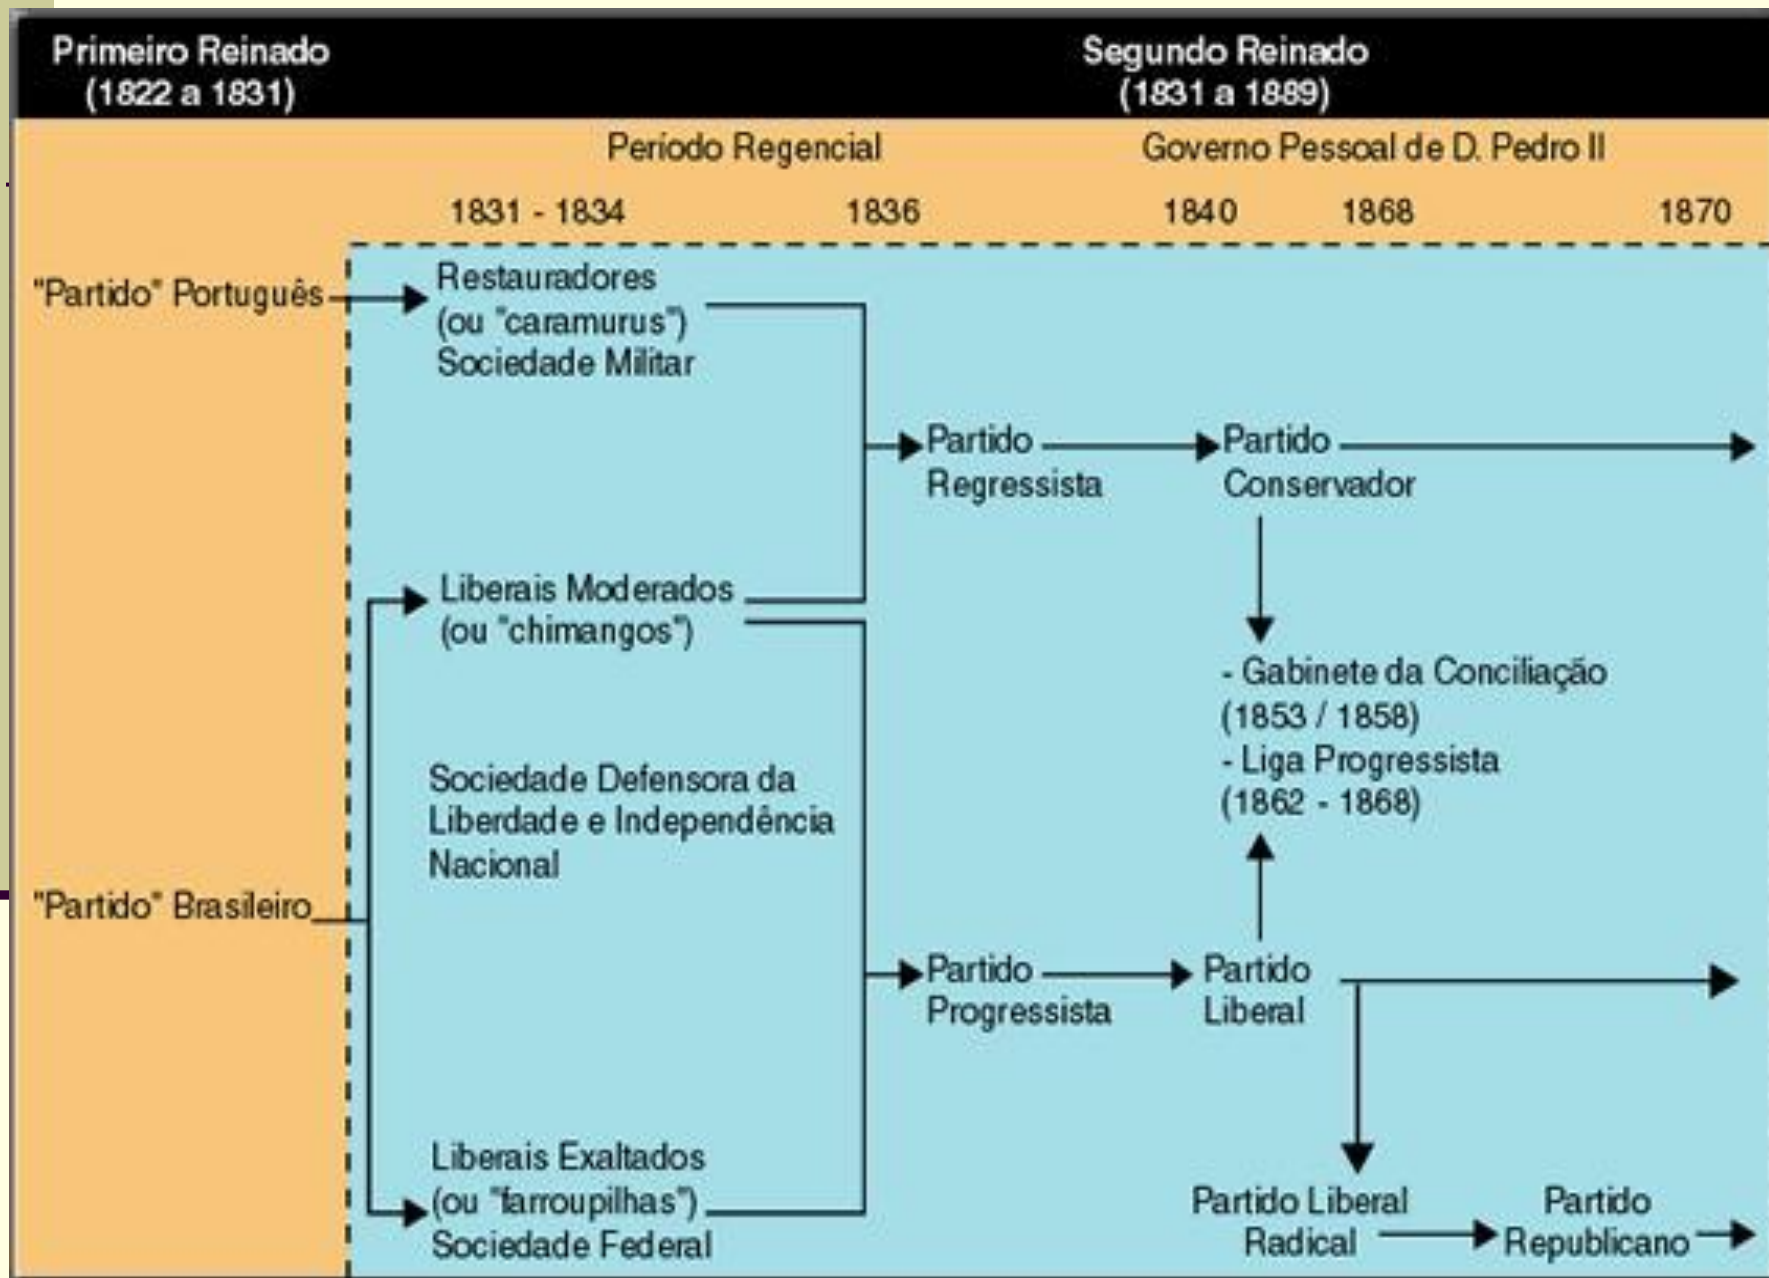 Primeiro Reinado
(1822 a 1831)
Segundo Reinado
(1831 a 1889)
Período Regencial
Governo Pessoal de D. Pedro II
1831 - 1834
1836
1840
1868
1870
"Partido" Português
Restauradores
(ou "caramurus")
Sociedade Militar
Partido
Regressista
Partido
Conservador
Liberais Moderados
(ou "chimangos")
- Gabinete da Conciliação
(1853 / 1858)
- Liga Progressista
(1862 - 1868)
Sociedade Defensora da
Liberdade e Independência
Nacional
"Partido" Brasileiro
Partido
Progressista
Partido
Liberal
Liberais Exaltados
(ou "farroupilhas")
Sociedade Federal
Partido Liberal
Radical
Partido
Republicano